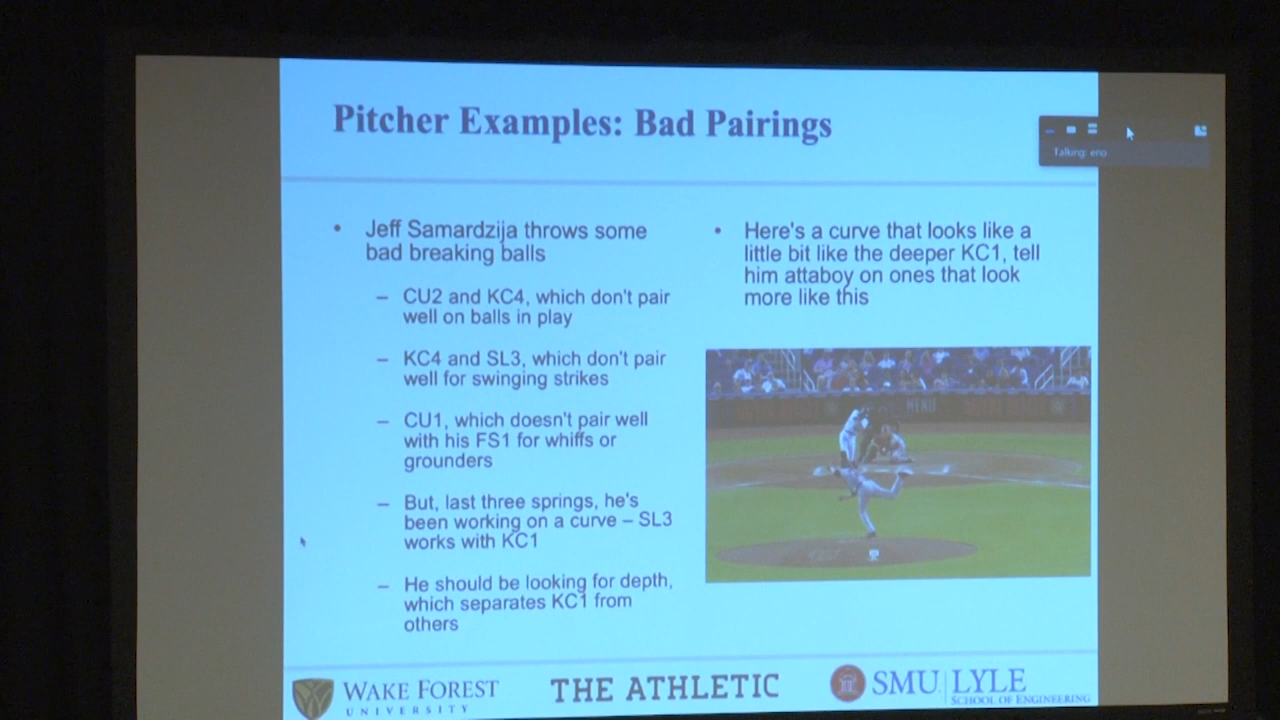 Pitcher Examples: Bad Pairings
Talking: eno
• Jeff Samardzija throws some
bad breaking balls
– CU2 and KC4, which don't pair
well on balls in play
– KC4 and SL3, which don't pair
well for swinging strikes
– CU1, which doesn't pair well
with his FS1 for whiffs or
grounders
– But, last three springs, he's
been working on a curve – SL3
works with KC1
– He should be looking for depth,
which separates KC1 from
others
• Here's a curve that looks like a
little bit like the deeper KC1, tell
him attaboy on ones that look
more like this
WAKE FOREST
UNIVERSITY
THE ATHLETIC
SMU LYLE
SCHOOL OF ENGINEERING